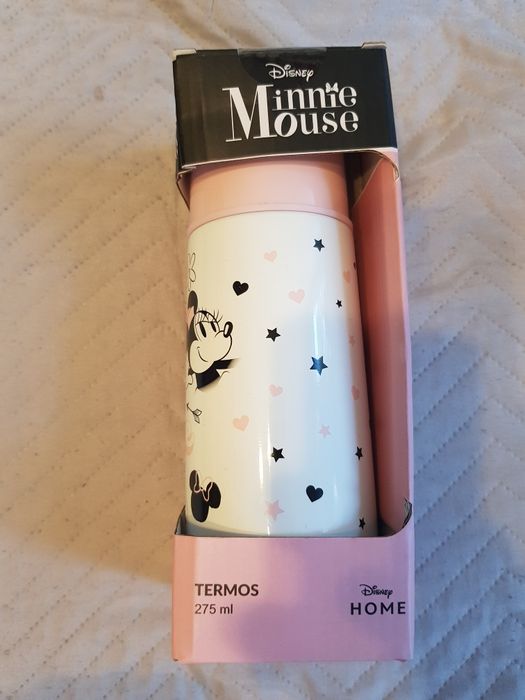 Disney
Minnie
Mouse
TERMOS
275 ml
Disney
HOME